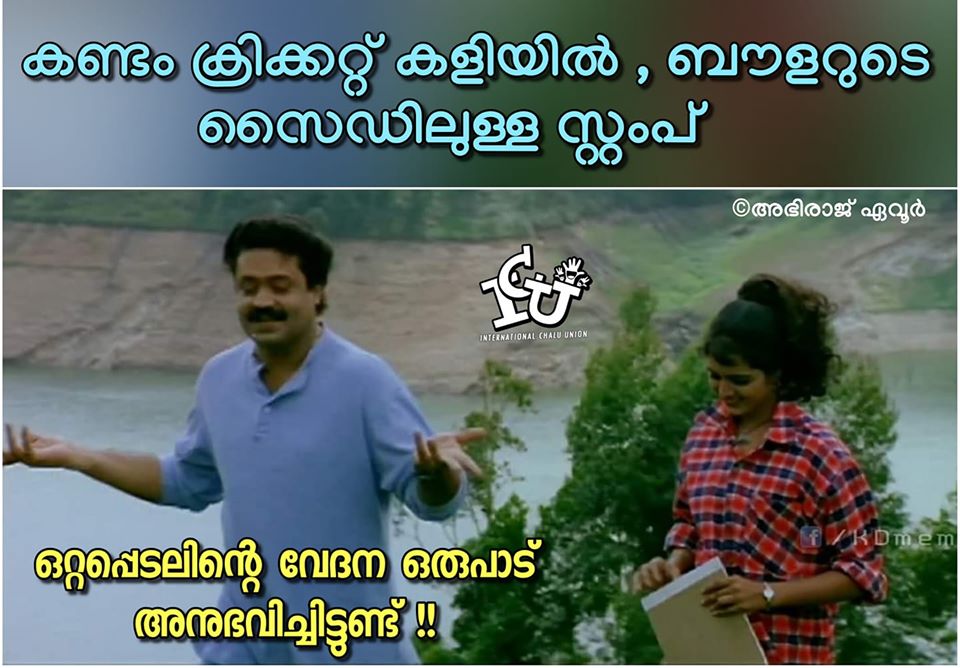 കണ്ടം ക്രിക്കറ്റ് കളിയിൽ , ബൗളറുടെ
സൈഡിലുള്ള സ്റ്റംപ്
©അഭിരാജ് ഏവൂർ
ICU
INTERNATIONAL CHALU UNION
f /KDmem
ഒറ്റപ്പെടലിന്റെ വേദന ഒരുപാട്
അനുഭവിച്ചിട്ടുണ്ട് !!